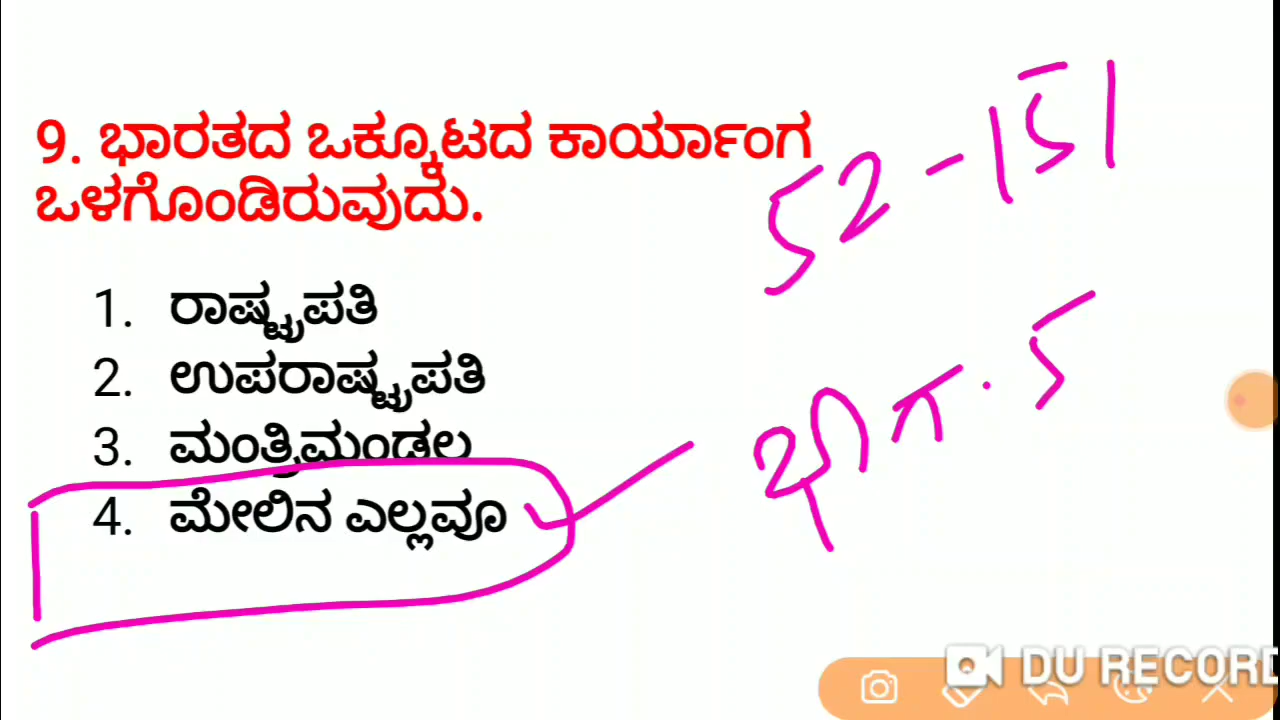 9. ಭಾರತದ ಒಕ್ಕೂಟದ ಕಾರ್ಯಾಂಗ
ಒಳಗೊಂಡಿರುವುದು.
1. ರಾಷ್ಟ್ರಪತಿ
2. ಉಪರಾಷ್ಟ್ರಪತಿ
3. ಮಂತ್ರಿಮಂಡಲ
4. ಮೇಲಿನ ಎಲ್ಲವೂ
52-151
5
DU RECORD